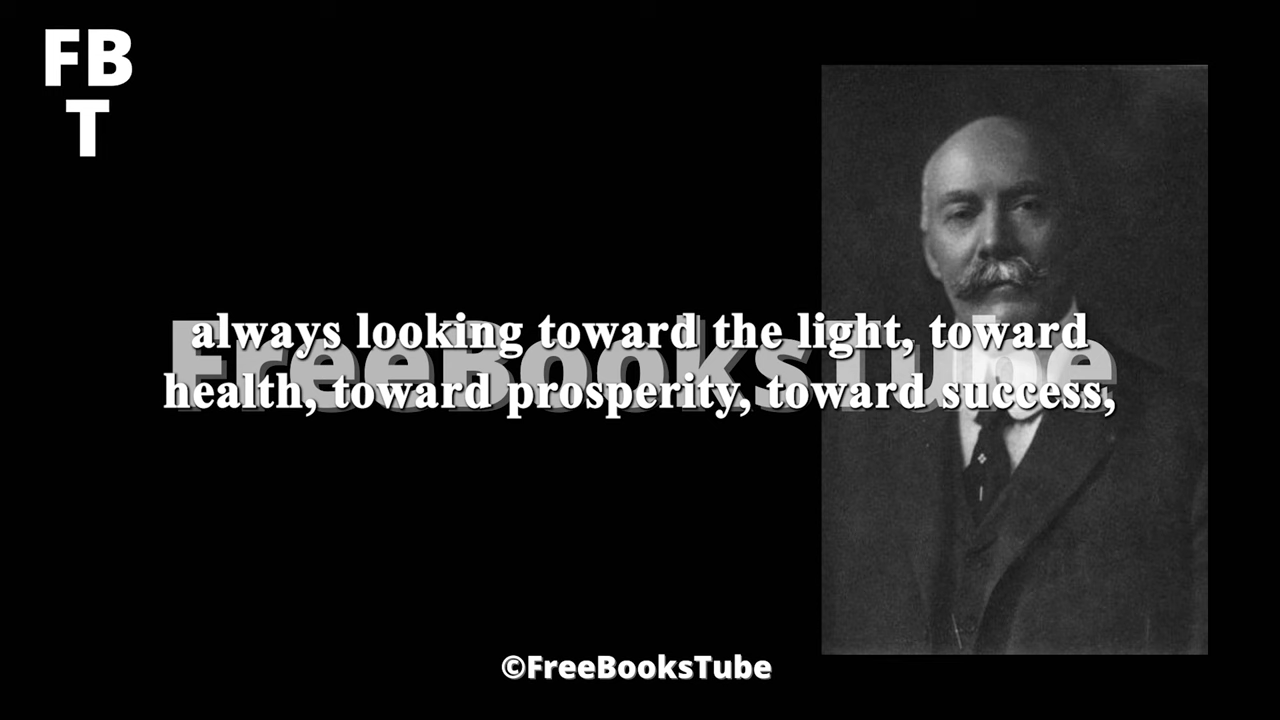 FB
T
always looking toward the light, toward
FreeBooksTube
health, toward prosperity, toward success,
©FreeBooksTube